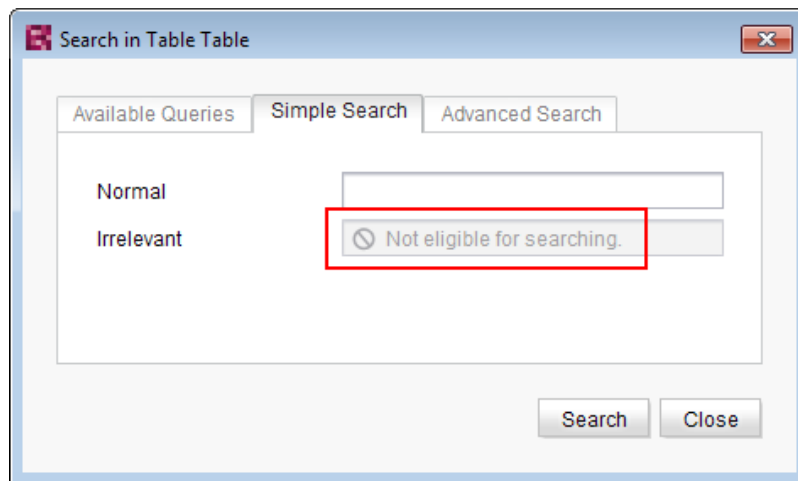 Search in Table Table
Available Queries Simple Search Advanced Search
Normal
Irrelevant Not eligible for searching.
Search Close